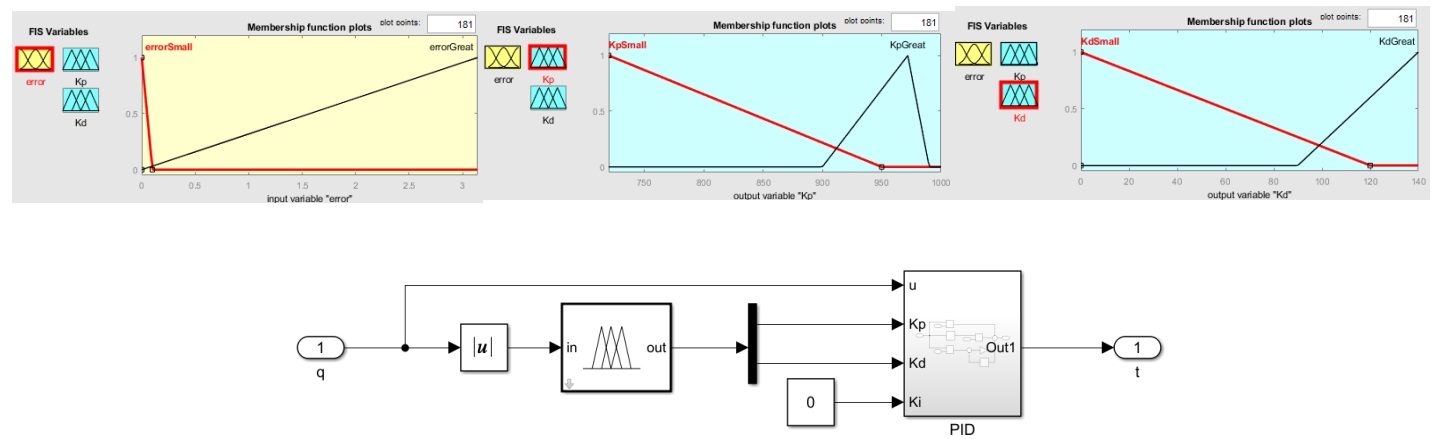 FIS Variables
Membership function plots
plot points:
181
error
Kp
Kd
errorSmall
errorGreat
1
0.5
0
0
0.5
1
1.5
2
2.5
3
input variable "error"
FIS Variables
Membership function plots
plot points:
181
error
Kp
Kd
KpSmall
KpGreat
1
0.5
0
750
800
850
900
950
1000
output variable "Kp"
FIS Variables
Membership function plots
plot points:
181
error
Kp
Kd
KdSmall
KdGreat
1
0.5
0
0
20
40
60
80
100
120
140
output variable "Kd"
1
q
|u|
in
out
0
u
Kp
Kd
Ki
Out1
PID
1
t